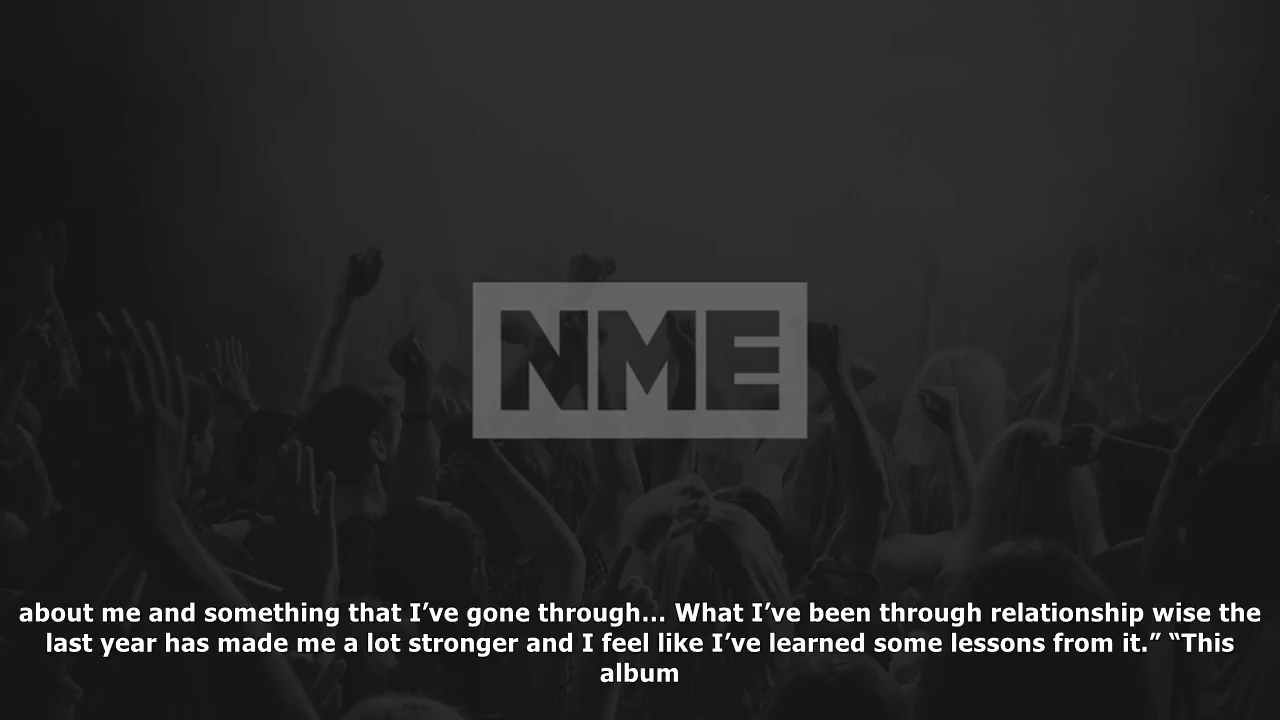 NME
about me and something that I’ve gone through... What I’ve been through relationship wise the
last year has made me a lot stronger and I feel like I’ve learned some lessons from it.” “This
album